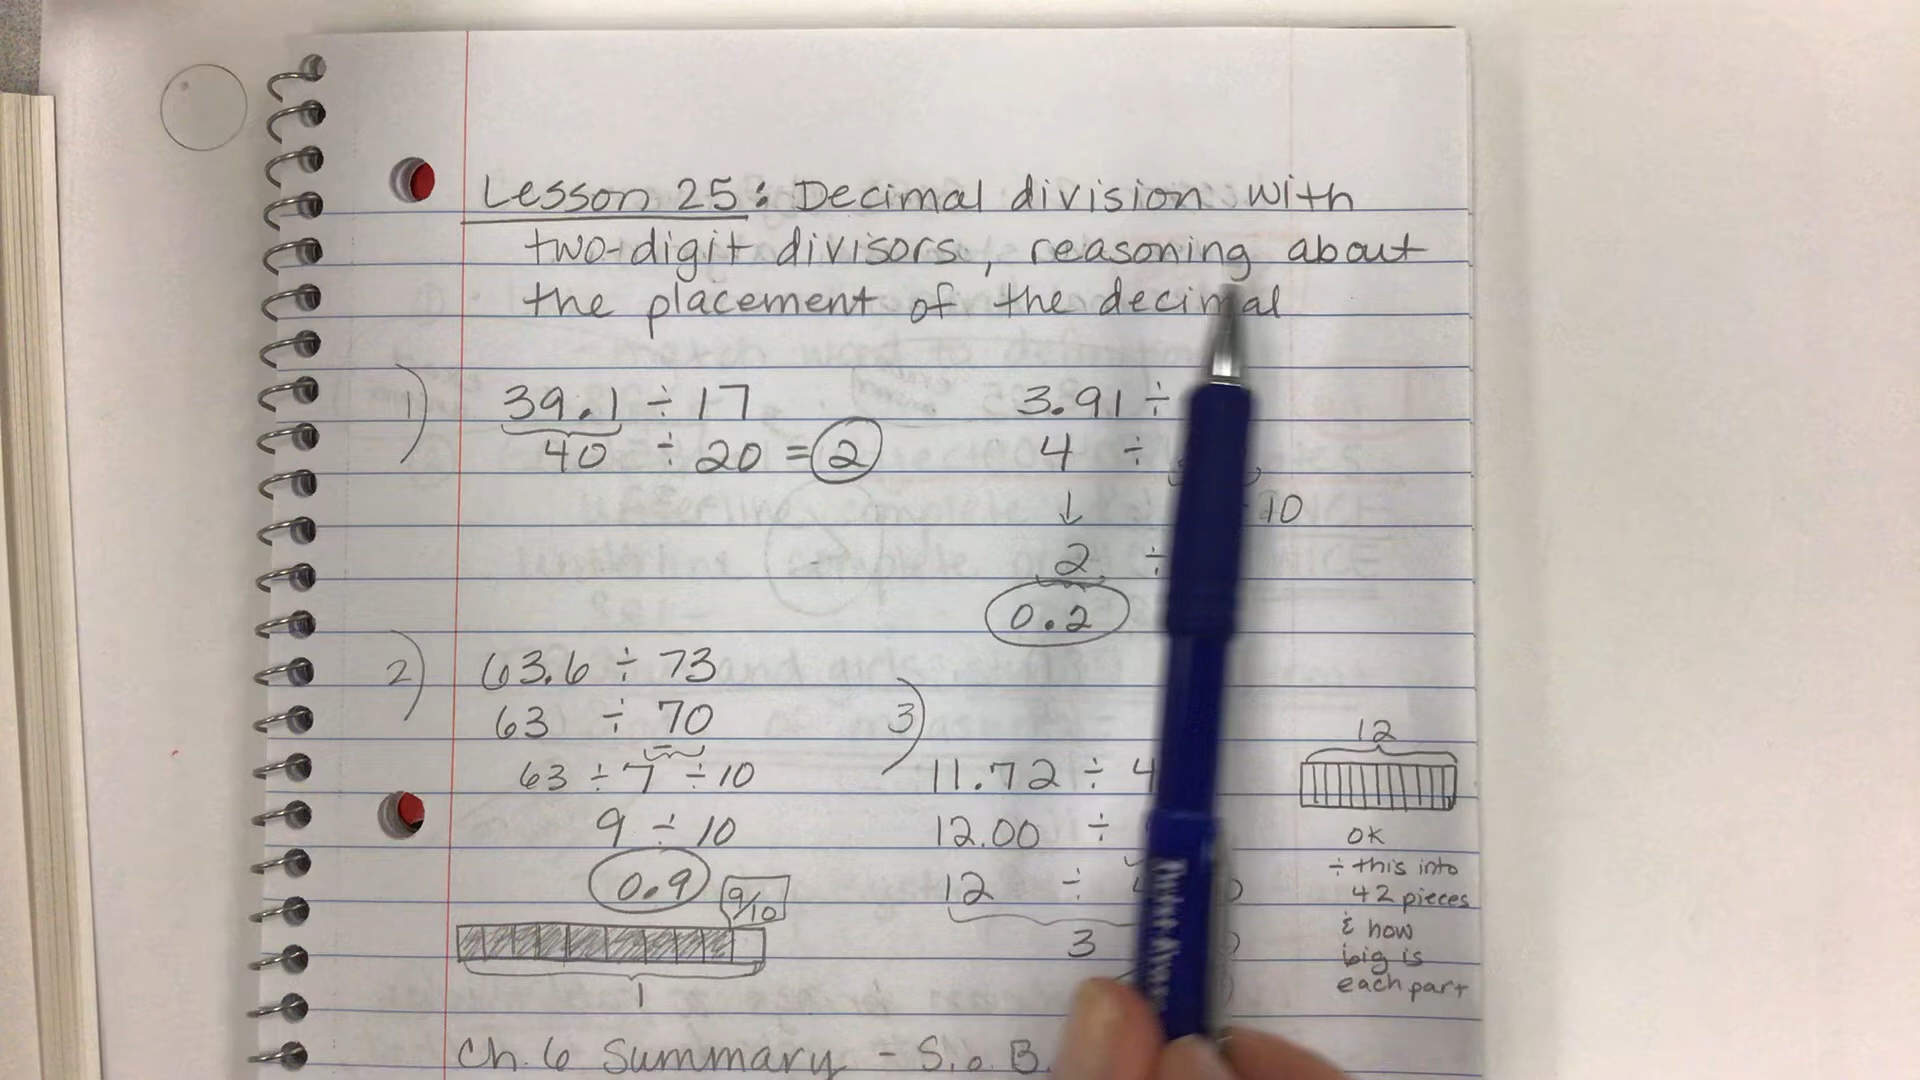 Lesson 25: Decimal division with
two-digit divisors, reasoning about
the placement of the decimal
1) 39.1 ÷ 17
40 ÷ 20 = 2
3.91 ÷
4 ÷
↓ 10
2 ÷
0.2
2) 63.6 ÷ 73
63 ÷ 70
63 ÷ 7 ÷ 10
9 ÷ 10
0.9
9/10
1
3)
11.72 ÷ 4
12.00 ÷
12 ÷
3
12
OK
÷ this into
42 pieces
& how
big is
each part
Ch. 6 Summary - S.o B.